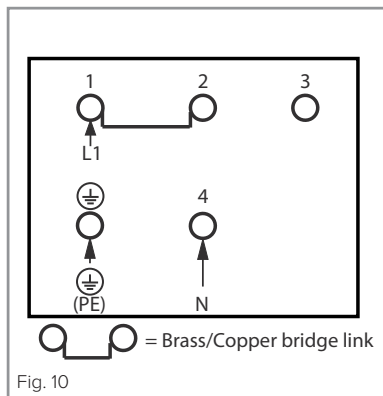 1 2 3
L1
4
(PE) N
= Brass/Copper bridge link
Fig. 10